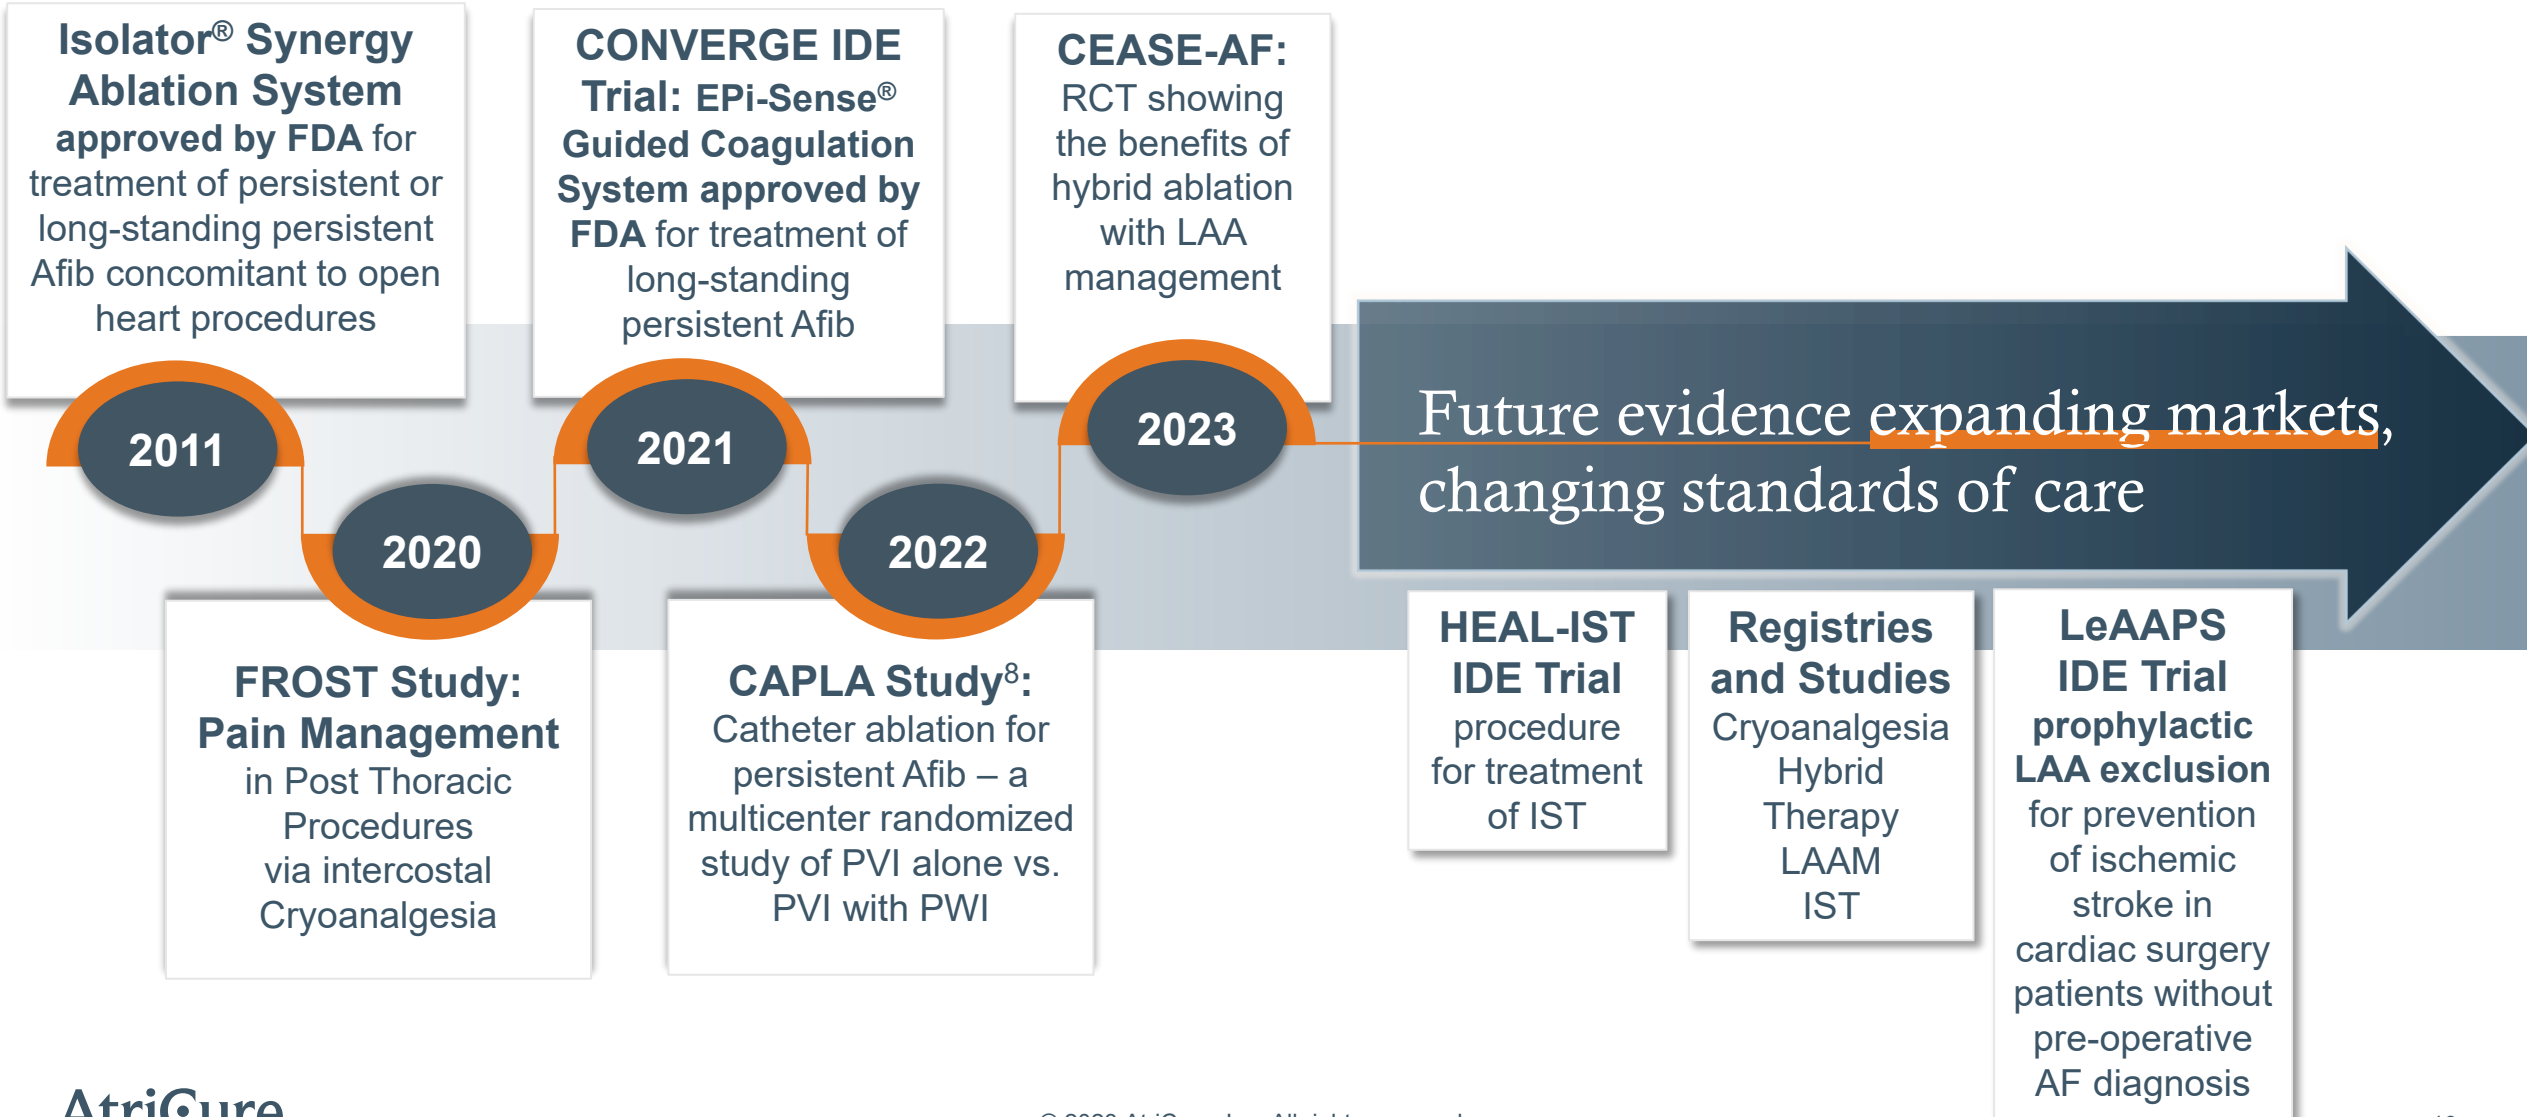 Isolator® Synergy
Ablation System
approved by FDA for
treatment of persistent or
long-standing persistent
Afib concomitant to open
heart procedures
2011
2020
FROST Study:
Pain Management
in Post Thoracic
Procedures
via intercostal
Cryoanalgesia
CONVERGE IDE
Trial: EPi-Sense®
Guided Coagulation
System approved by
FDA for treatment of
long-standing
persistent Afib
2021
2022
CAPLA Study8:
Catheter ablation for
persistent Afib – a
multicenter randomized
study of PVI alone vs.
PVI with PWI
CEASE-AF:
RCT showing
the benefits of
hybrid ablation
with LAA
management
2023
Future evidence expanding markets,
changing standards of care
HEAL-IST
IDE Trial
procedure
for treatment
of IST
Registries
and Studies
Cryoanalgesia
Hybrid
Therapy
LAAM
IST
LeAAPS
IDE Trial
prophylactic
LAA exclusion
for prevention
of ischemic
stroke in
cardiac surgery
patients without
pre-operative
AF diagnosis
AtriCure